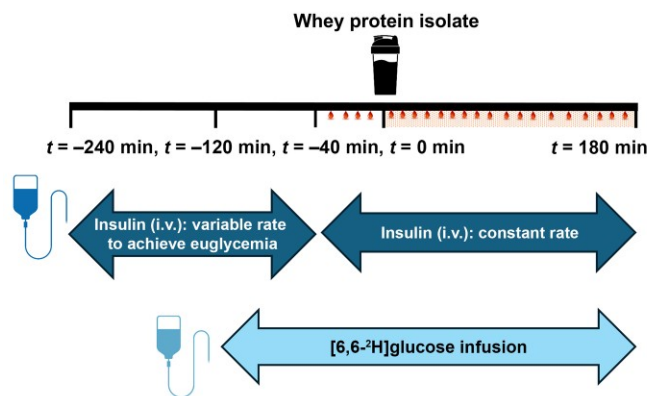 Whey protein isolate
t = –240 min, t = –120 min, t = –40 min, t = 0 min t = 180 min
Insulin (i.v.): variable rate
to achieve euglycemia
Insulin (i.v.): constant rate
[6,6-²H]glucose infusion